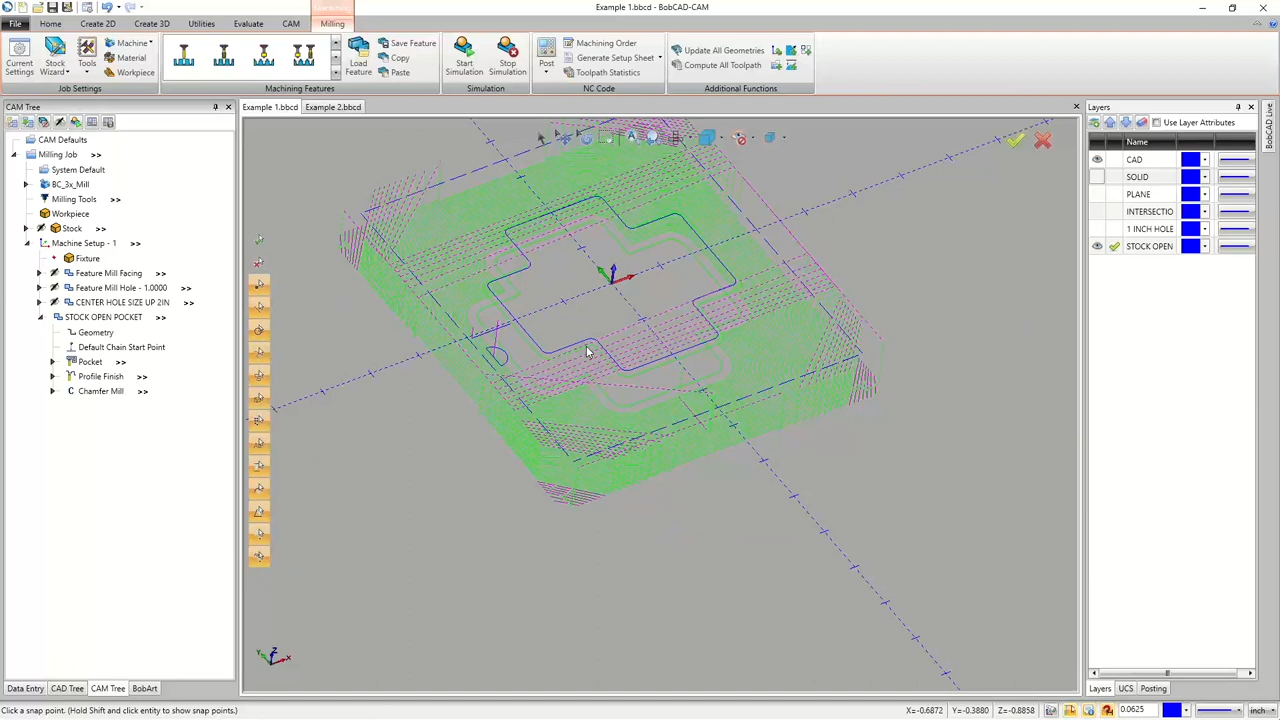 Machining
Example 1.bbcd - BobCAD-CAM
File Home Create 2D Create 3D Utilities Evaluate CAM Milling
Current Settings
Stock Wizard
Tools
Machine
Material
Workpiece
Job Settings
Machining Features
Load Feature
Save Feature
Copy
Paste
Start Simulation
Stop Simulation
Simulation
Post
Machining Order
Generate Setup Sheet
Toolpath Statistics
NC Code
Update All Geometries
Compute All Toolpath
Additional Functions
CAM Tree
Example 1.bbcd Example 2.bbcd
CAM Defaults
Milling Job >>
System Default
BC_3x_Mill
Milling Tools >>
Workpiece
Stock >>
Machine Setup - 1 >>
Fixture
Feature Mill Facing >>
Feature Mill Hole - 1.0000 >>
CENTER HOLE SIZE UP 2IN >>
STOCK OPEN POCKET >>
Geometry
Default Chain Start Point
Pocket >>
Profile Finish >>
C Chamfer Mill >>
Layers
Use Layer Attributes
Name
CAD
SOLID
PLANE
INTERSECTIO
1 INCH HOLE
STOCK OPEN
BobCAD Live
Y Z X
Data Entry CAD Tree CAM Tree BobArt
Layers UCS Posting
Click a snap point. (Hold Shift and click entity to show snap points.)
X=-0.6872 Y=-0.3880 Z=-0.8858 0.0625 inch